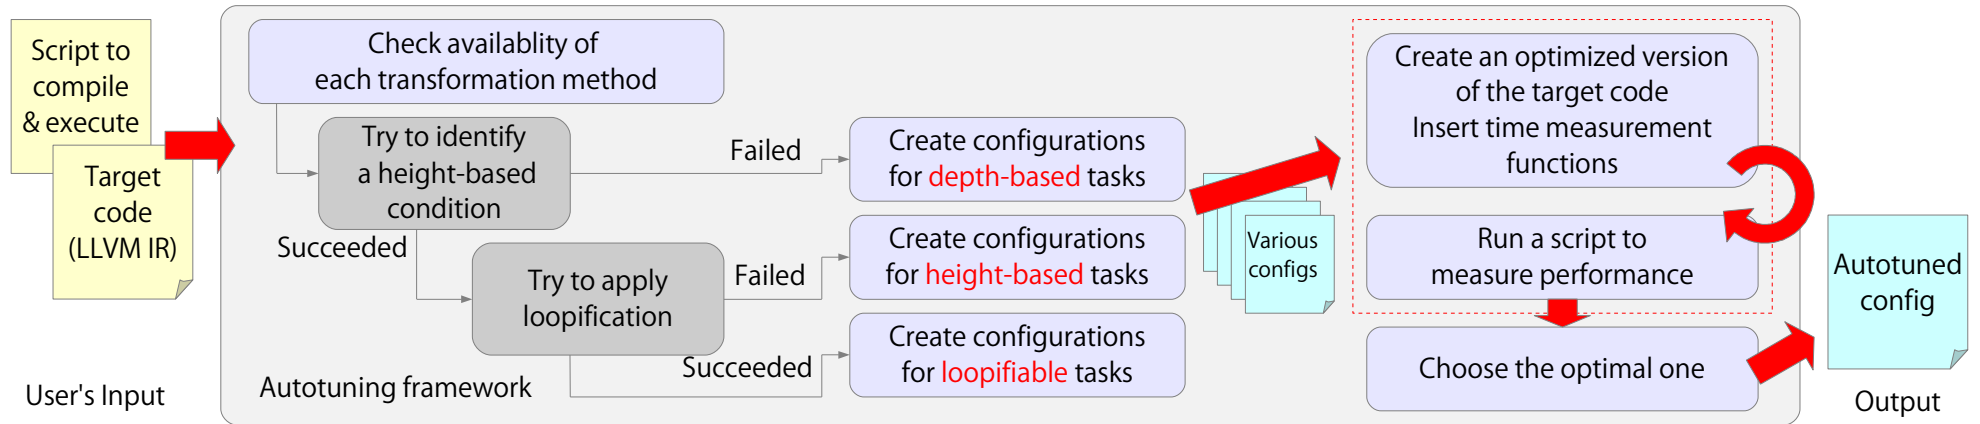 Script to
compile
& execute
Target
code
(LLVM IR)
User's Input
Check availablity of
each transformation method
Try to identify
a height-based
condition
Failed
Succeeded
Try to apply
loopification
Failed
Succeeded
Autotuning framework
Create configurations
for depth-based tasks
Create configurations
for height-based tasks
Create configurations
for loopifiable tasks
Various
configs
Create an optimized version
of the target code
Insert time measurement
functions
Run a script to
measure performance
Choose the optimal one
Autotuned
config
Output